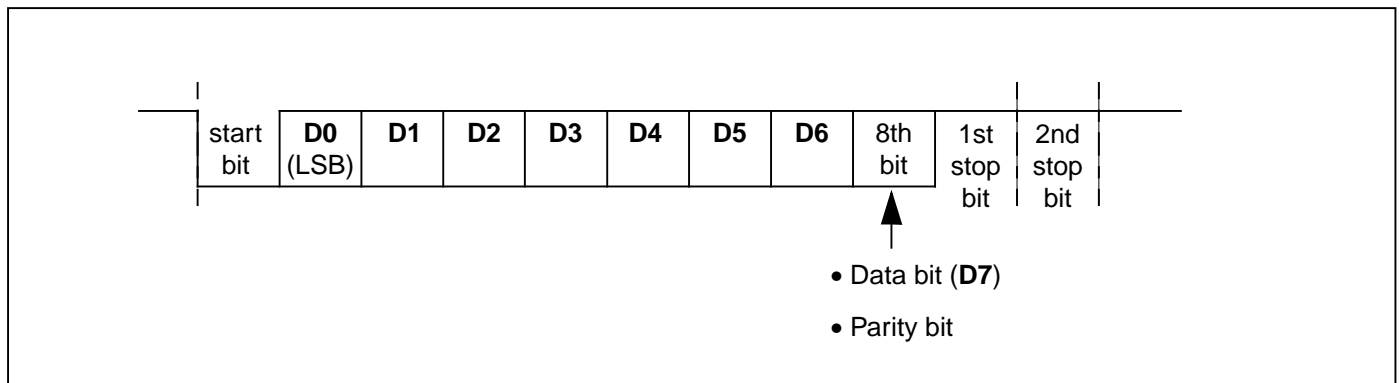 start bit
D0 (LSB)
D1
D2
D3
D4
D5
D6
8th bit
1st stop bit
2nd stop bit
• Data bit (D7)
• Parity bit